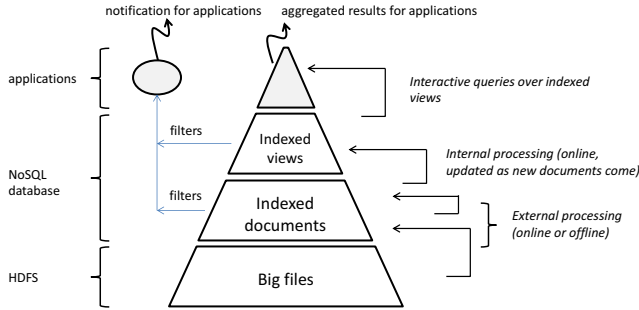 notification for applications
aggregated results for applications
applications
Interactive queries over indexed
views
filters
Indexed
views
Internal processing (online,
updated as new documents come)
NoSQL
database
filters
Indexed
documents
External processing
(online or offline)
HDFS
Big files